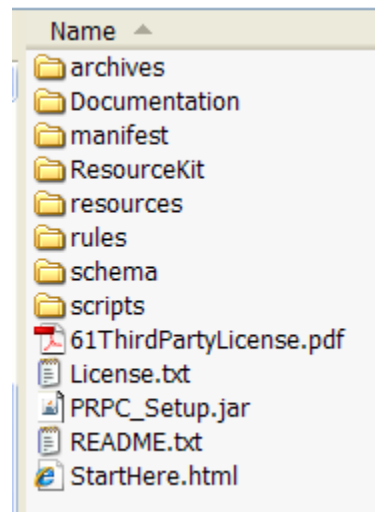 Name
archives
Documentation
manifest
ResourceKit
resources
rules
schema
scripts
61ThirdPartyLicense.pdf
License.txt
PRPC_Setup.jar
README.txt
StartHere.html